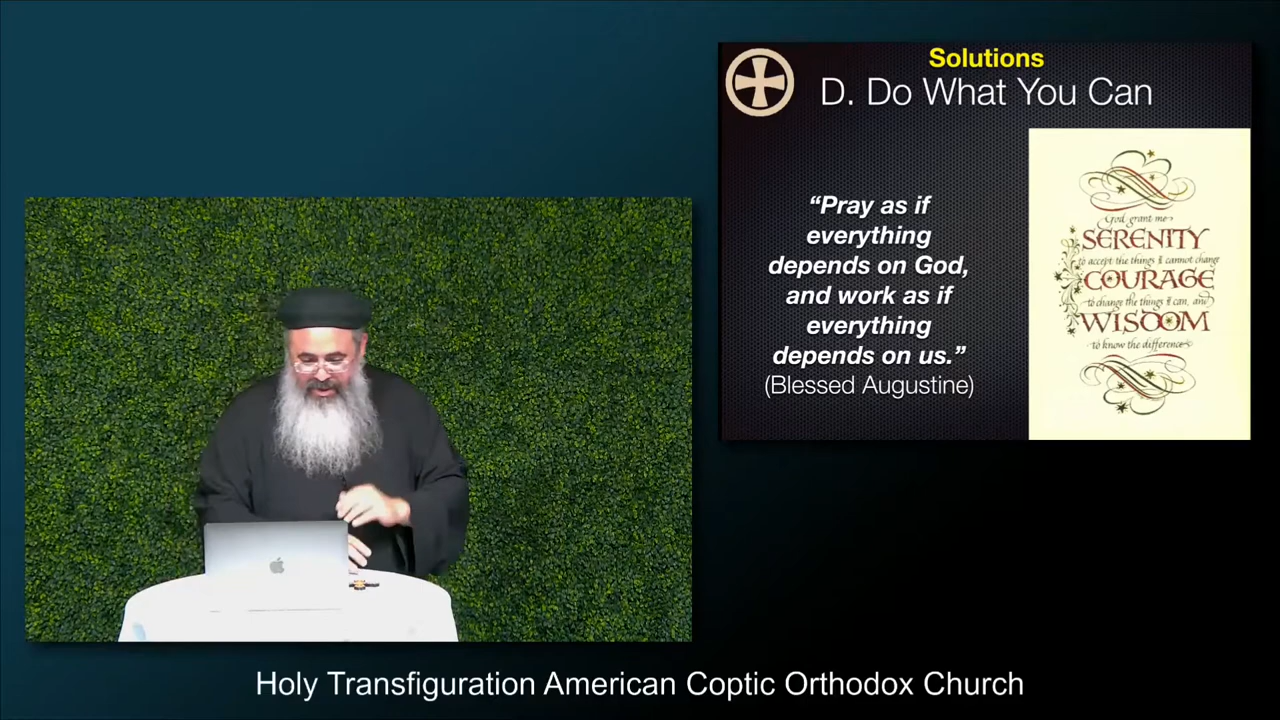 Solutions
D. Do What You Can
“Pray as if
everything
depends on God,
and work as if
everything
depends on us.”
(Blessed Augustine)
God grant me
SERENITY
to accept the things I cannot change
COURAGE
to change the things I can, and
WISDOM
to know the difference
Holy Transfiguration American Coptic Orthodox Church